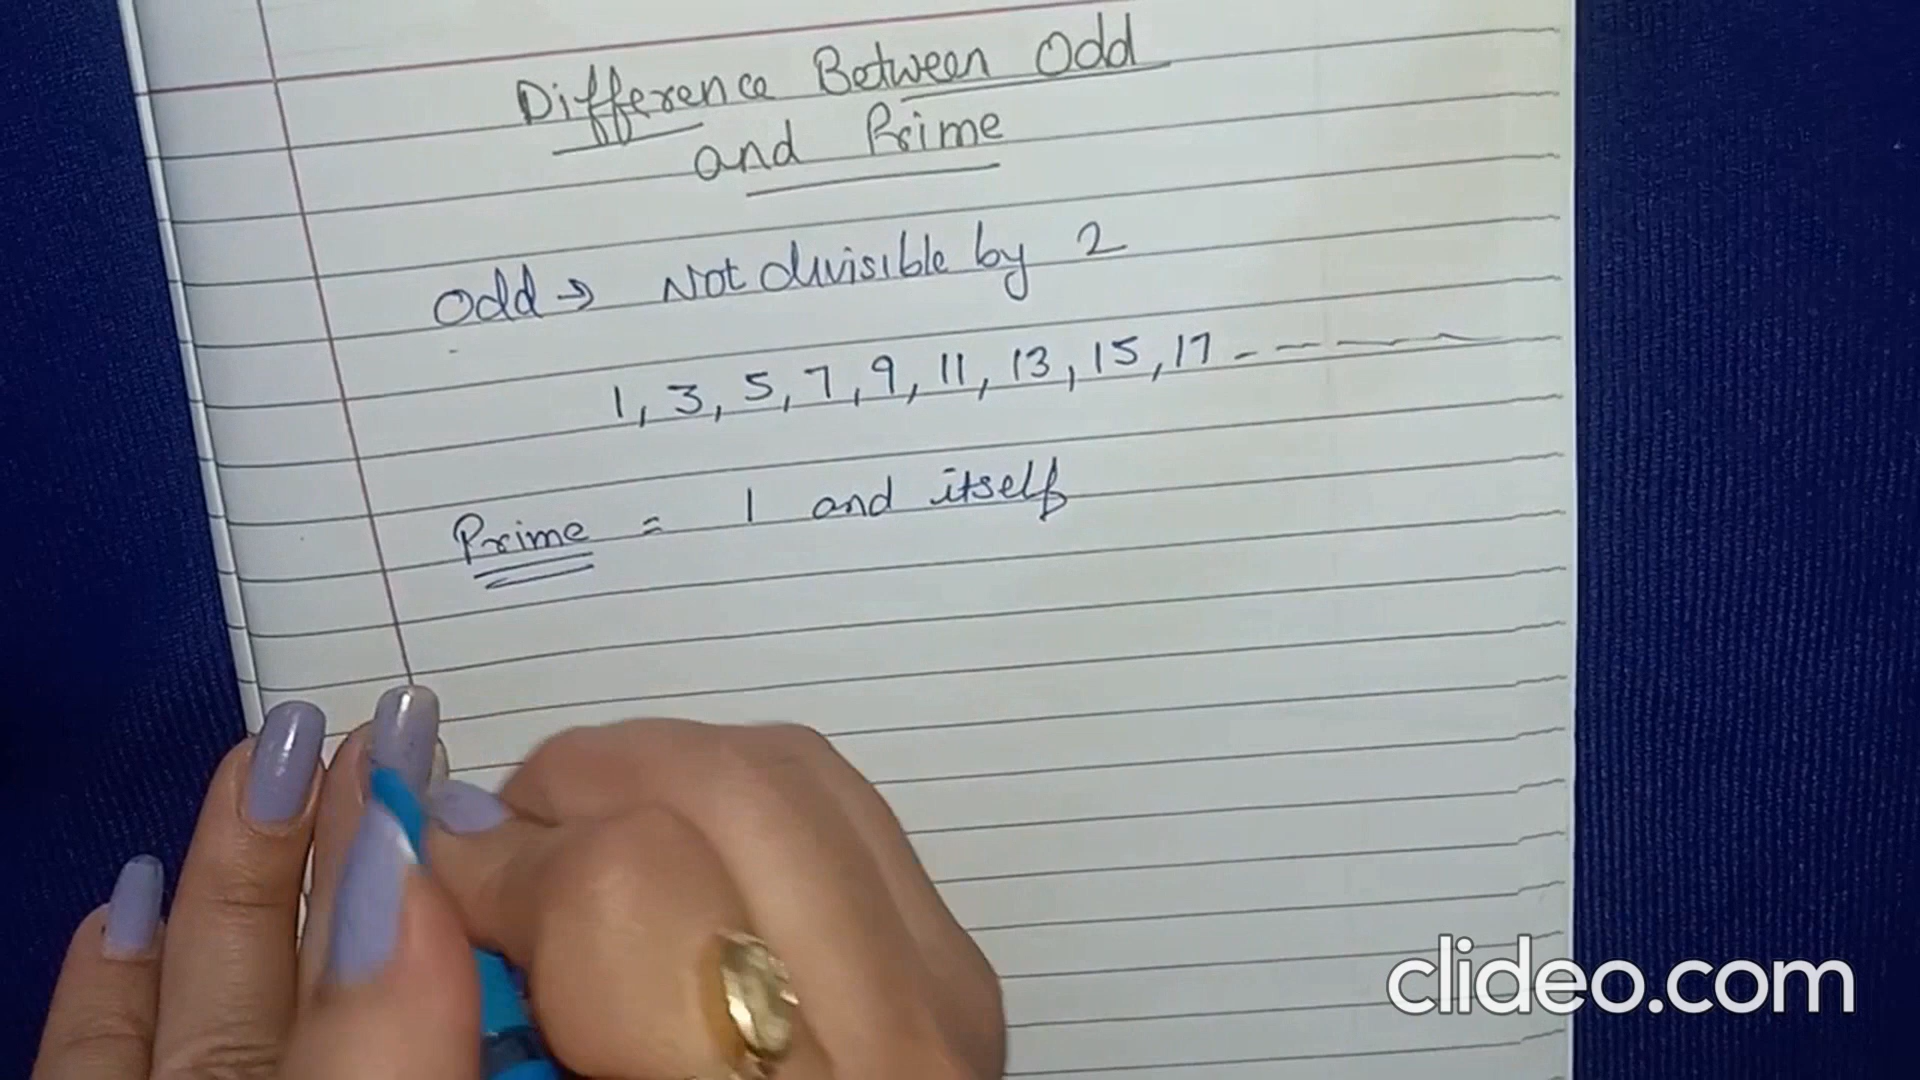 Difference Between Odd
and Prime
Odd → Not divisible by 2
1, 3, 5, 7, 9, 11, 13, 15, 17 - - - -
Prime = 1 and itself
clideo.com